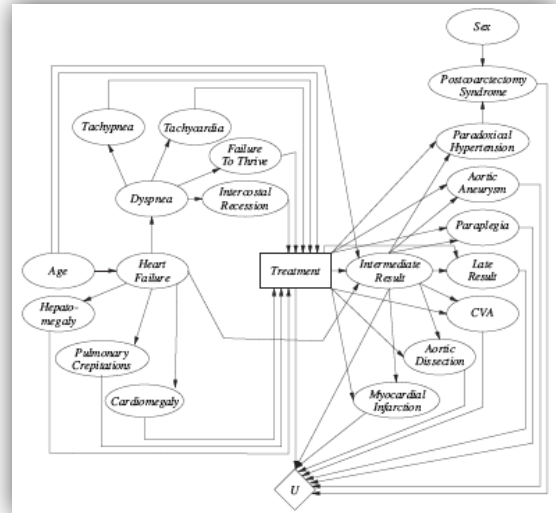 Sex
Postcoarctectomy
Syndrome
Tachypnea
Tachycardia
Paradoxical
Hypertension
Failure
To Thrive
Aortic
Aneurysm
Dyspnea
Intercostal
Recession
Paraplegia
Age
Heart
Failure
Treatment
Intermediate
Result
Late
Result
Hepato-
megaly
CVA
Pulmonary
Crepitations
Aortic
Dissection
Cardiomegaly
Myocardial
Infarction
U